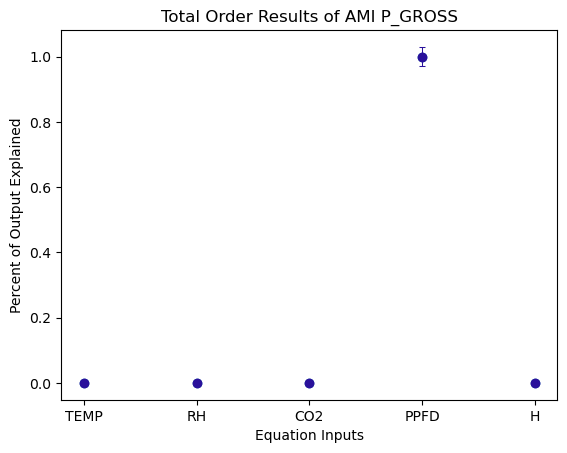 Total Order Results of AMI P_GROSS
Percent of Output Explained
1.0
0.8
0.6
0.4
0.2
0.0
TEMP RH CO2 PPFD H
Equation Inputs